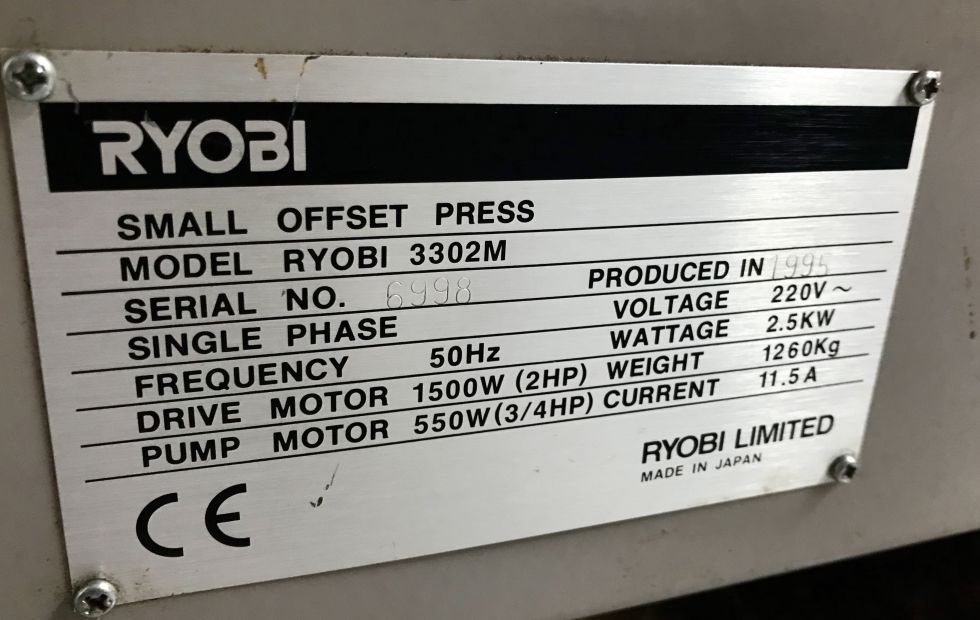 RYOBI
SMALL OFFSET PRESS
MODEL RYOBI 3302M
SERIAL NO. 6998 PRODUCED IN 1995
SINGLE PHASE VOLTAGE 220V~
FREQUENCY 50Hz WATTAGE 2.5KW
DRIVE MOTOR 1500W (2HP) WEIGHT 1260Kg
PUMP MOTOR 550W (3/4HP) CURRENT 11.5A
RYOBI LIMITED
MADE IN JAPAN
CE